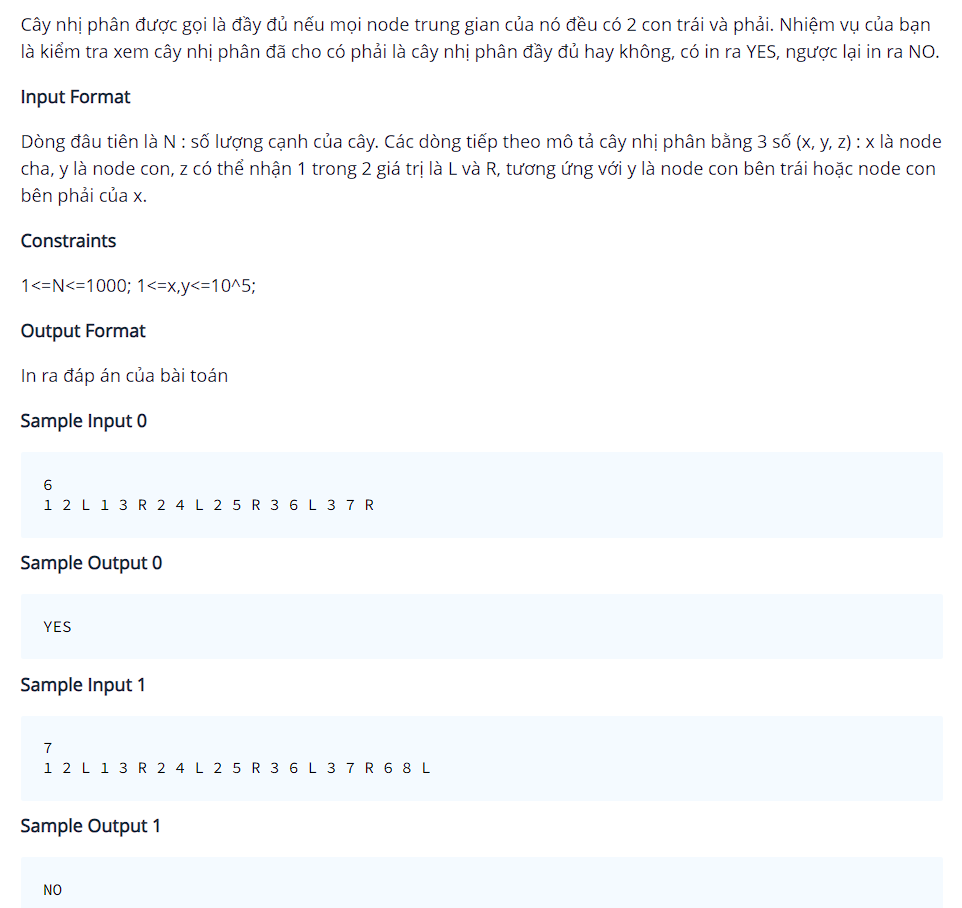 Cây nhị phân được gọi là đầy đủ nếu mọi node trung gian của nó đều có 2 con trái và phải. Nhiệm vụ của bạn
là kiểm tra xem cây nhị phân đã cho có phải là cây nhị phân đầy đủ hay không, có in ra YES, ngược lại in ra NO.
Input Format
Dòng đâu tiên là N : số lượng cạnh của cây. Các dòng tiếp theo mô tả cây nhị phân bằng 3 số (x, y, z) : x là node
cha, y là node con, z có thể nhận 1 trong 2 giá trị là L và R, tương ứng với y là node con bên trái hoặc node con
bên phải của x.
Constraints
1<=N<=1000; 1<=x,y<=10^5;
Output Format
In ra đáp án của bài toán
Sample Input 0
6
1 2 L 1 3 R 2 4 L 2 5 R 3 6 L 3 7 R
Sample Output 0
YES
Sample Input 1
7
1 2 L 1 3 R 2 4 L 2 5 R 3 6 L 3 7 R 6 8 L
Sample Output 1
NO